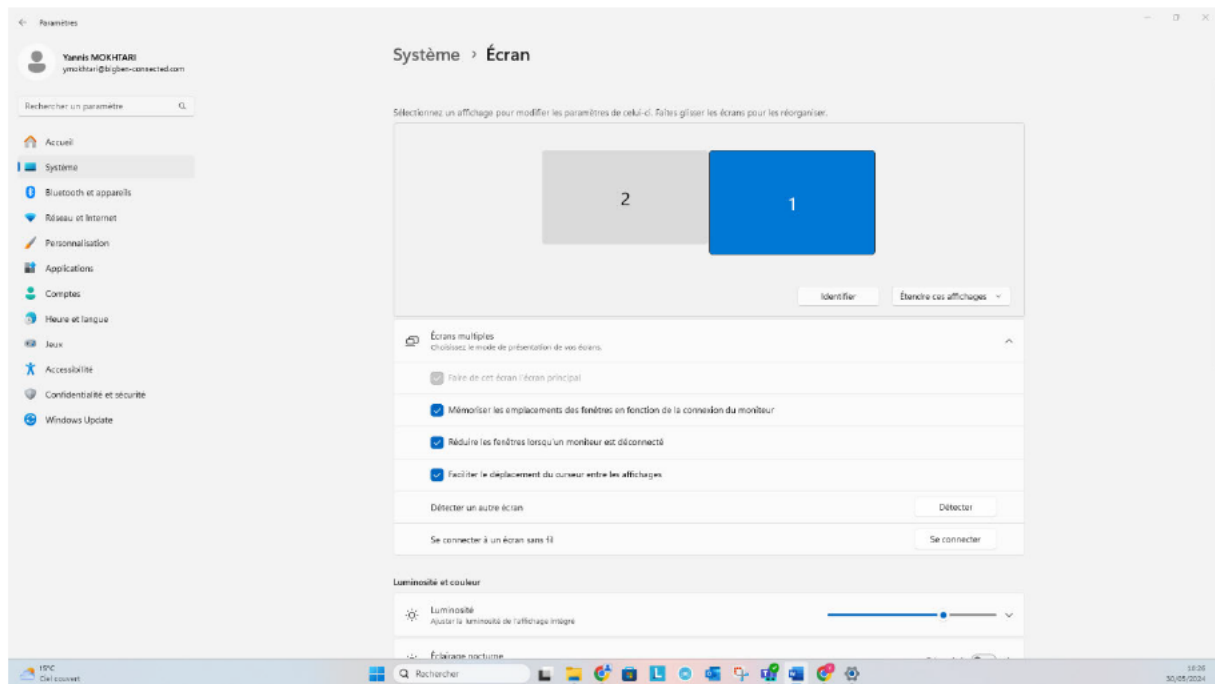 Paramètres
Yannis MOKHTARI
ymokhtari@bigben-connected.com
Rechercher un paramètre
Accueil
Système
Bluetooth et appareils
Réseau et Internet
Personnalisation
Applications
Comptes
Heure et langue
Jeux
Accessibilité
Confidentialité et sécurité
Windows Update
Système > Écran
Sélectionnez un affichage pour modifier les paramètres de celui-ci. Faites glisser les écrans pour les réorganiser.
2
1
Identifier
Étendre ces affichages
Écrans multiples
Choisissez le mode de présentation de vos écrans.
Faire de cet écran l'écran principal
Mémoriser les emplacements des fenêtres en fonction de la connexion du moniteur
Réduire les fenêtres lorsqu'un moniteur est déconnecté
Faciliter le déplacement du curseur entre les affichages
Détecter un autre écran
Détecter
Se connecter à un écran sans fil
Se connecter
Luminosité et couleur
Luminosité
Ajuster la luminosité de l'affichage intégré
Éclairage nocturne
15°C
Ciel couvert
Rechercher
30/05/2024